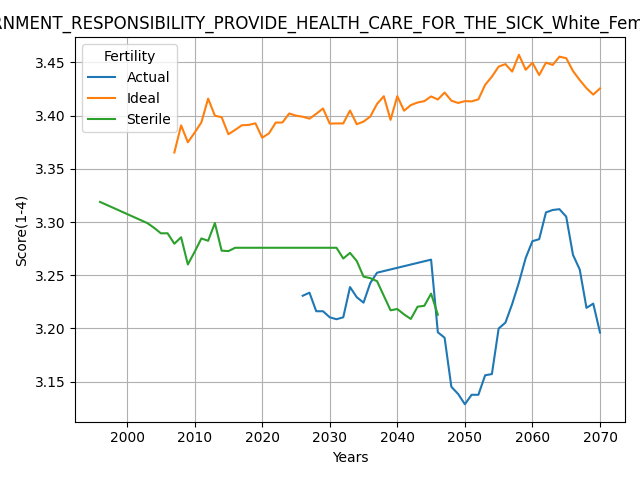 RNMENT_RESPONSIBILITY_PROVIDE_HEALTH_CARE_FOR_THE_SICK_White_Fem
Fertility
Actual
Ideal
Sterile
Score(1-4)
3.45
3.40
3.35
3.30
3.25
3.20
3.15
2000 2010 2020 2030 2040 2050 2060 2070
Years